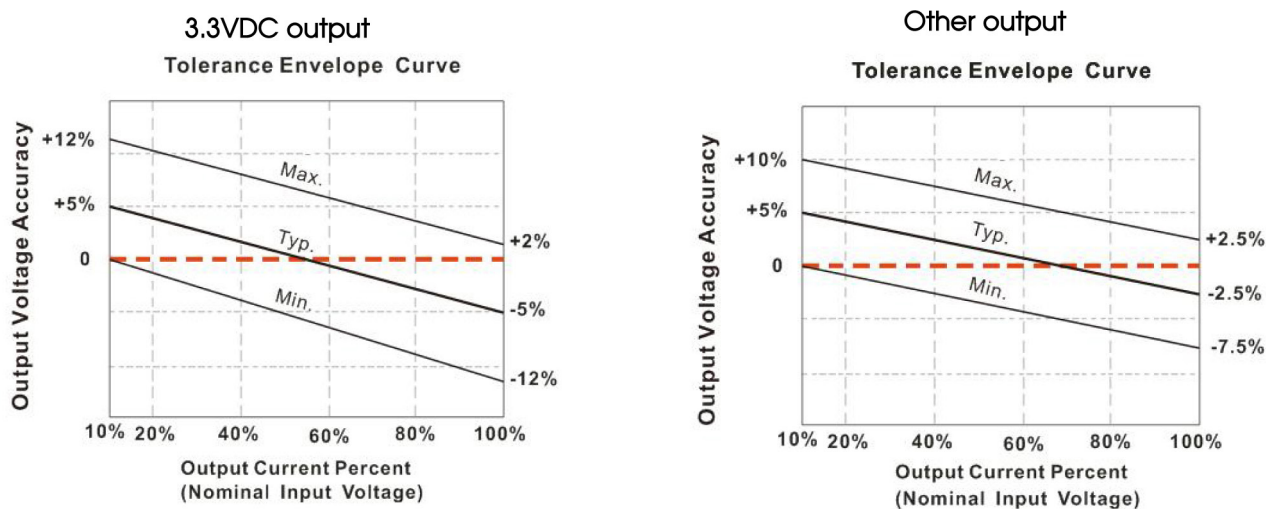 3.3VDC output
Tolerance Envelope Curve
Output Voltage Accuracy
+12%
+5%
0
Max.
Typ.
Min.
+2%
-5%
-12%
10% 20% 40% 60% 80% 100%
Output Current Percent
(Nominal Input Voltage)
Other output
Tolerance Envelope Curve
Output Voltage Accuracy
+10%
+5%
0
Max.
Typ.
Min.
+2.5%
-2.5%
-7.5%
10% 20% 40% 60% 80% 100%
Output Current Percent
(Nominal Input Voltage)